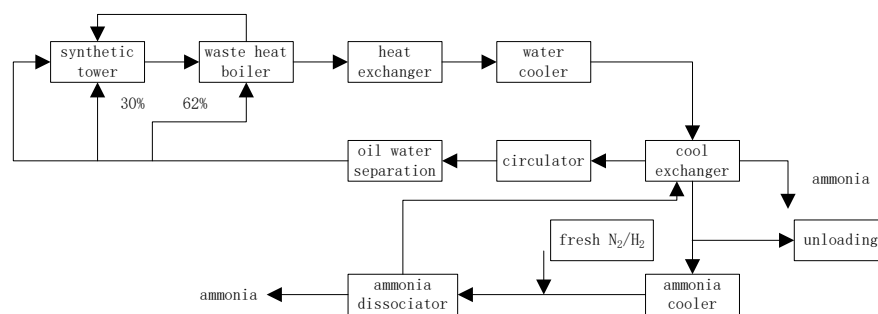 synthetic
tower
waste heat
boiler
heat
exchanger
water
cooler
30%
62%
oil water
separation
circulator
cool
exchanger
ammonia
fresh N₂/H₂
unloading
ammonia
ammonia
dissociator
ammonia
cooler